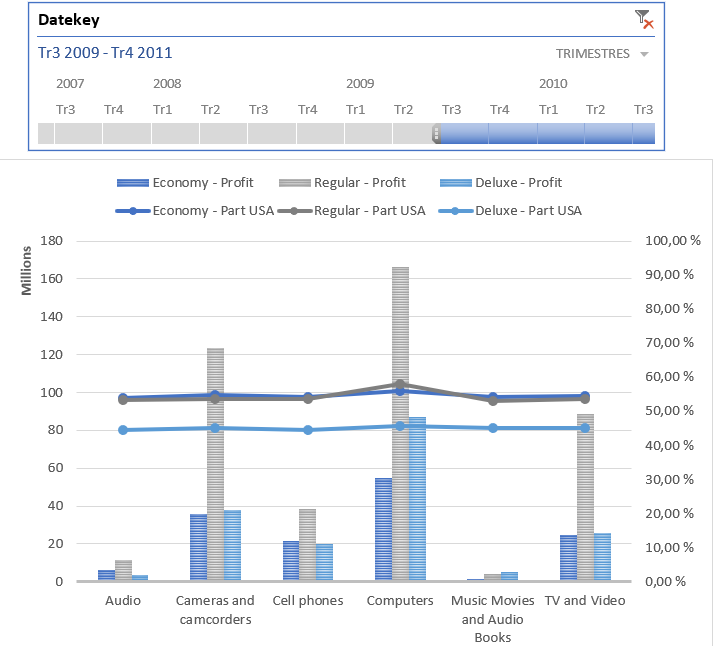 Datekey
Tr3 2009 - Tr4 2011
TRIMESTRES
2007 2008 2009 2010
Tr3 Tr4 Tr1 Tr2 Tr3 Tr4 Tr1 Tr2 Tr3 Tr4 Tr1 Tr2 Tr3
Economy - Profit Regular - Profit Deluxe - Profit
Economy - Part USA Regular - Part USA Deluxe - Part USA
Millions
180 100,00 %
160 90,00 %
140 80,00 %
120 70,00 %
100 60,00 %
80 50,00 %
60 40,00 %
40 30,00 %
20 20,00 %
0 10,00 %
0,00 %
Audio Cameras and Cell phones Computers Music Movies TV and Video
camcorders and Audio
Books